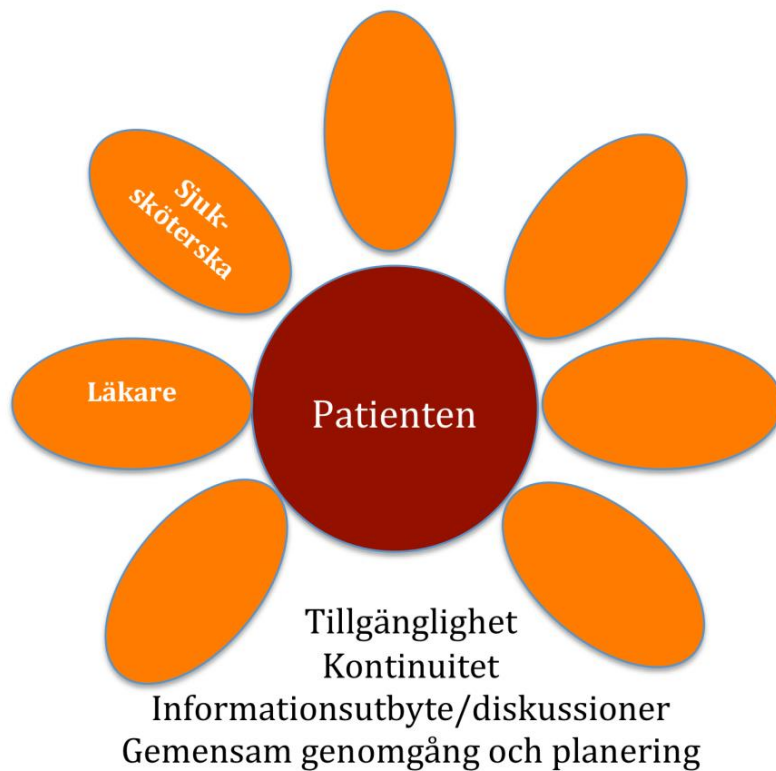 Sjuk-
sköterska
Läkare
Patienten
Tillgänglighet
Kontinuitet
Informationsutbyte/diskussioner
Gemensam genomgång och planering